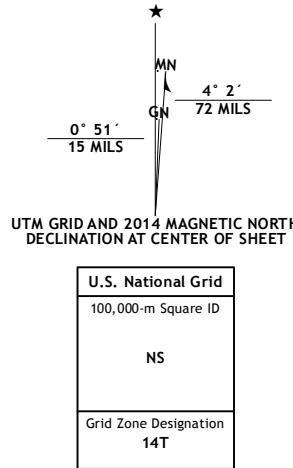 MN
4° 2´
72 MILS
GN
0° 51´
15 MILS
UTM GRID AND 2014 MAGNETIC NORTH
DECLINATION AT CENTER OF SHEET
U.S. National Grid
100,000-m Square ID
NS
Grid Zone Designation
14T